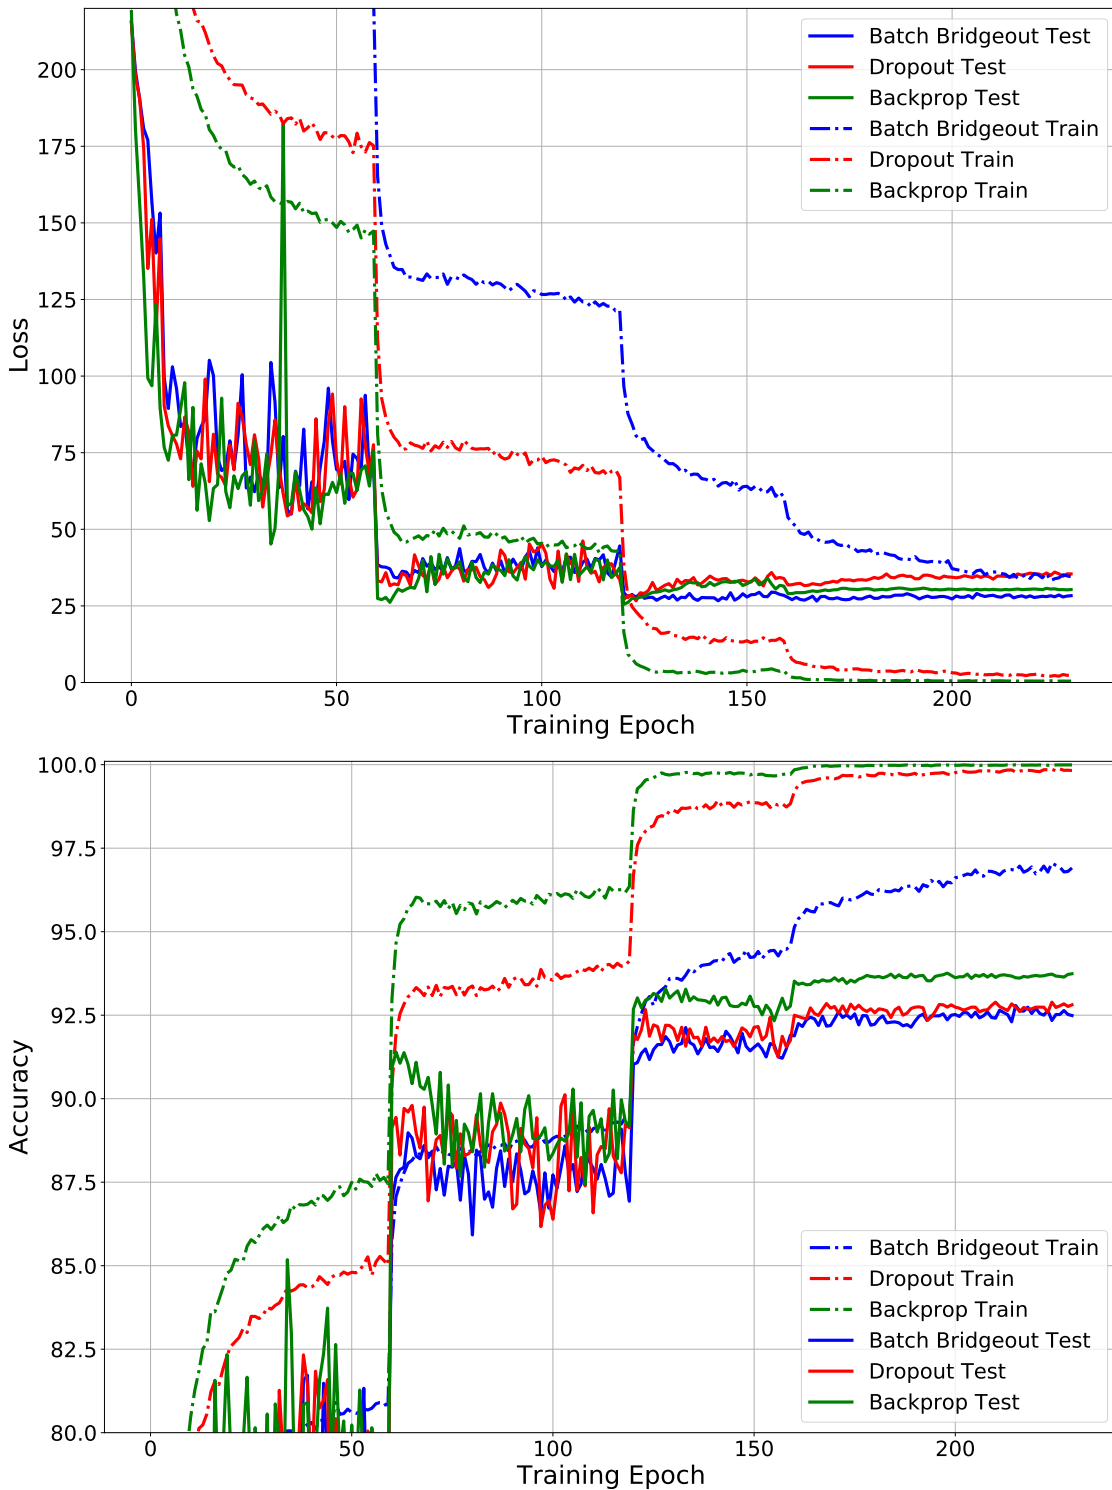 200
175
150
125
100
75
50
25
0
Loss
Batch Bridgeout Test
Dropout Test
Backprop Test
Batch Bridgeout Train
Dropout Train
Backprop Train
0 50 100 150 200
Training Epoch
100.0
97.5
95.0
92.5
90.0
87.5
85.0
82.5
80.0
Accuracy
Batch Bridgeout Train
Dropout Train
Backprop Train
Batch Bridgeout Test
Dropout Test
Backprop Test
0 50 100 150 200
Training Epoch